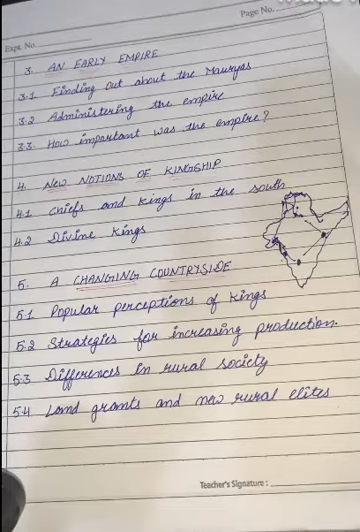 Page No.
Expt. No.
3. AN EARLY EMPIRE
3.1 Finding out about the Mauryas
3.2 Administering the empire
3.3 How important was the empire?
4. NEW NOTIONS OF KINGSHIP
4.1 Chiefs and kings in the south
4.2 Divine Kings
5. A CHANGING COUNTRYSIDE
5.1 Popular perceptions of kings
5.2 Strategies for increasing production.
5.3 Differences in rural society
5.4 Land grants and new rural elites
Teacher's Signature :